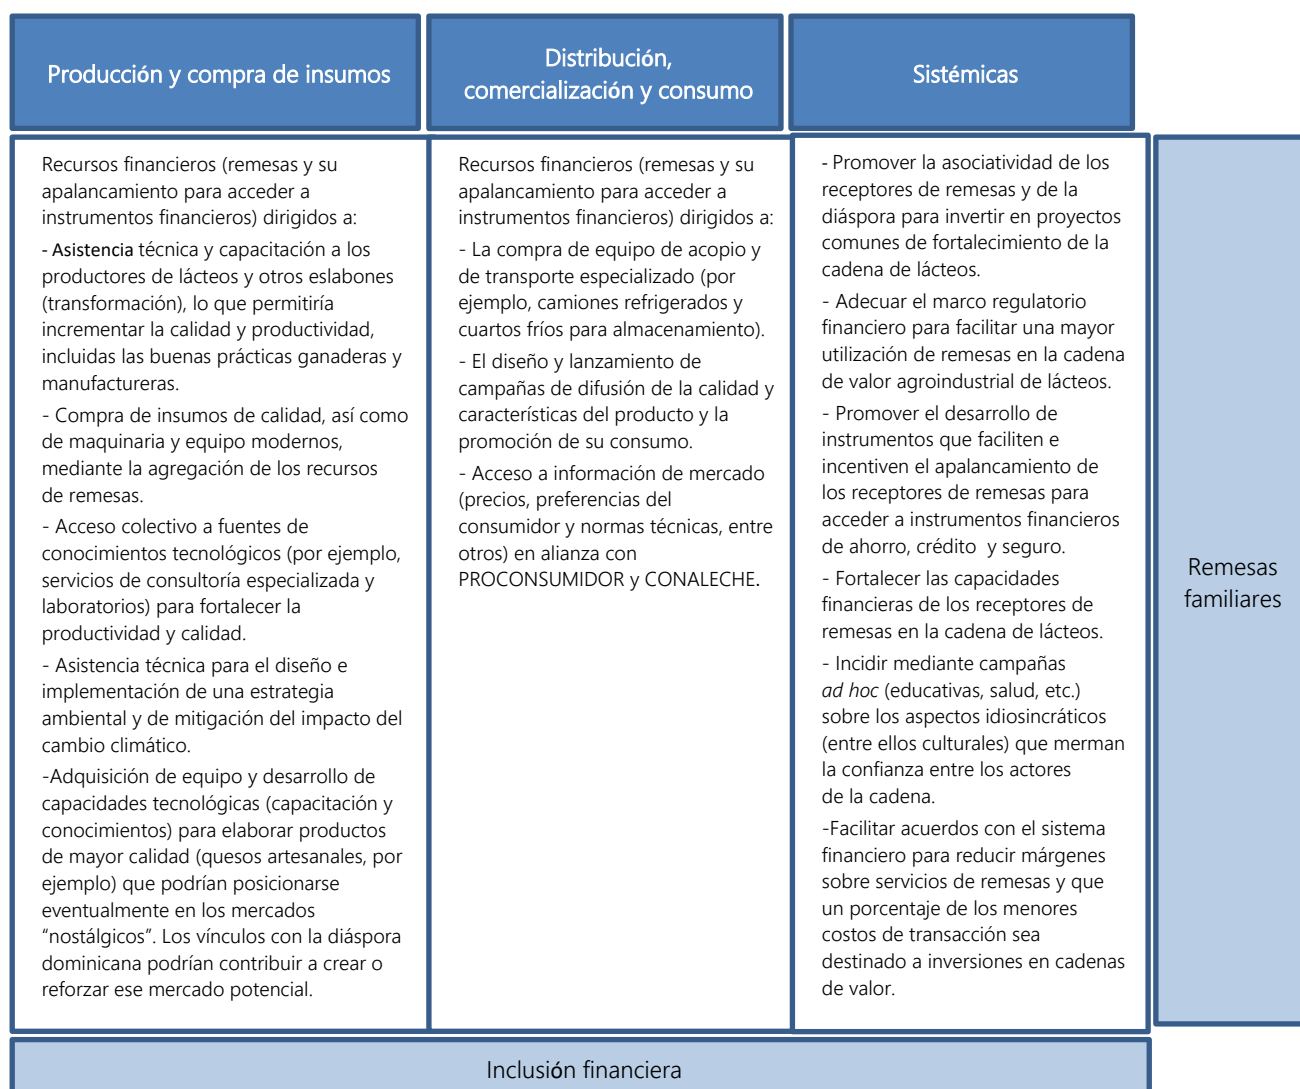 Producción y compra de insumos
Distribución,
comercialización y consumo
Sistémicas
Recursos financieros (remesas y su
apalancamiento para acceder a
instrumentos financieros) dirigidos a:
- Asistencia técnica y capacitación a los
productores de lácteos y otros eslabones
(transformación), lo que permitiría
incrementar la calidad y productividad,
incluidas las buenas prácticas ganaderas y
manufactureras.
- Compra de insumos de calidad, así como
de maquinaria y equipo modernos,
mediante la agregación de los recursos
de remesas.
- Acceso colectivo a fuentes de
conocimientos tecnológicos (por ejemplo,
servicios de consultoría especializada y
laboratorios) para fortalecer la
productividad y calidad.
- Asistencia técnica para el diseño e
implementación de una estrategia
ambiental y de mitigación del impacto del
cambio climático.
-Adquisición de equipo y desarrollo de
capacidades tecnológicas (capacitación y
conocimientos) para elaborar productos
de mayor calidad (quesos artesanales, por
ejemplo) que podrían posicionarse
eventualmente en los mercados
“nostálgicos”. Los vínculos con la diáspora
dominicana podrían contribuir a crear o
reforzar ese mercado potencial.
Recursos financieros (remesas y su
apalancamiento para acceder a
instrumentos financieros) dirigidos a:
- La compra de equipo de acopio y
de transporte especializado (por
ejemplo, camiones refrigerados y
cuartos fríos para almacenamiento).
- El diseño y lanzamiento de
campañas de difusión de la calidad y
características del producto y la
promoción de su consumo.
- Acceso a información de mercado
(precios, preferencias del
consumidor y normas técnicas, entre
otros) en alianza con
PROCONSUMIDOR y CONALECHE.
- Promover la asociatividad de los
receptores de remesas y de la
diáspora para invertir en proyectos
comunes de fortalecimiento de la
cadena de lácteos.
- Adecuar el marco regulatorio
financiero para facilitar una mayor
utilización de remesas en la cadena
de valor agroindustrial de lácteos.
- Promover el desarrollo de
instrumentos que faciliten e
incentiven el apalancamiento de
los receptores de remesas para
acceder a instrumentos financieros
de ahorro, crédito y seguro.
- Fortalecer las capacidades
financieras de los receptores de
remesas en la cadena de lácteos.
- Incidir mediante campañas
ad hoc (educativas, salud, etc.)
sobre los aspectos idiosincráticos
(entre ellos culturales) que merman
la confianza entre los actores
de la cadena.
-Facilitar acuerdos con el sistema
financiero para reducir márgenes
sobre servicios de remesas y que
un porcentaje de los menores
costos de transacción sea
destinado a inversiones en cadenas
de valor.
Remesas
familiares
Inclusión financiera